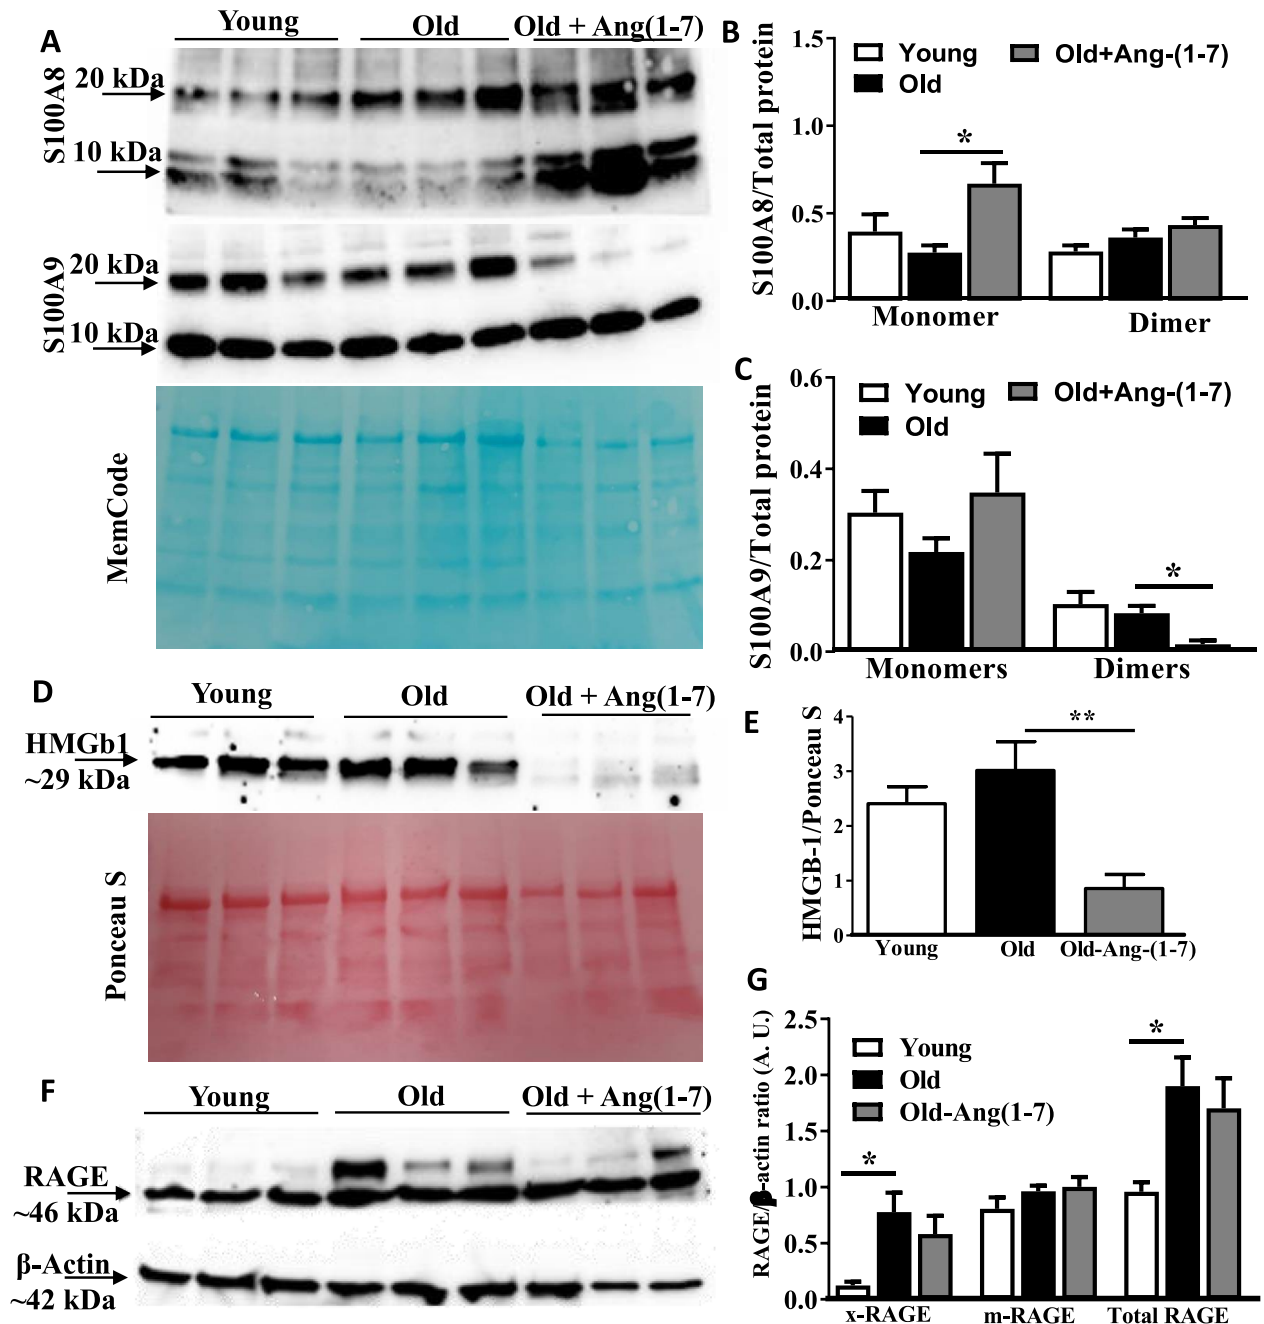 A
Young
Old
Old + Ang(1-7)
S100A8
20 kDa
10 kDa
S100A9
20 kDa
10 kDa
MemCode
B
S100A8/Total protein
1.5
1.0
0.5
0.0
Young
Old+Ang-(1-7)
Old
*
Monomer
Dimer
C
S100A9/Total protein
0.6
0.4
0.2
0.0
Young
Old+Ang-(1-7)
Old
*
Monomers
Dimers
D
Young
Old
Old + Ang(1-7)
HMGb1
~29 kDa
Ponceau S
E
HMGB-1/Ponceau S
4
3
2
1
0
**
Young
Old
Old-Ang-(1-7)
F
Young
Old
Old + Ang(1-7)
RAGE
~46 kDa
β-Actin
~42 kDa
G
RAGE/β-actin ratio (A. U.)
2.5
2.0
1.5
1.0
0.5
0.0
Young
Old
Old-Ang(1-7)
*
*
x-RAGE
m-RAGE
Total RAGE